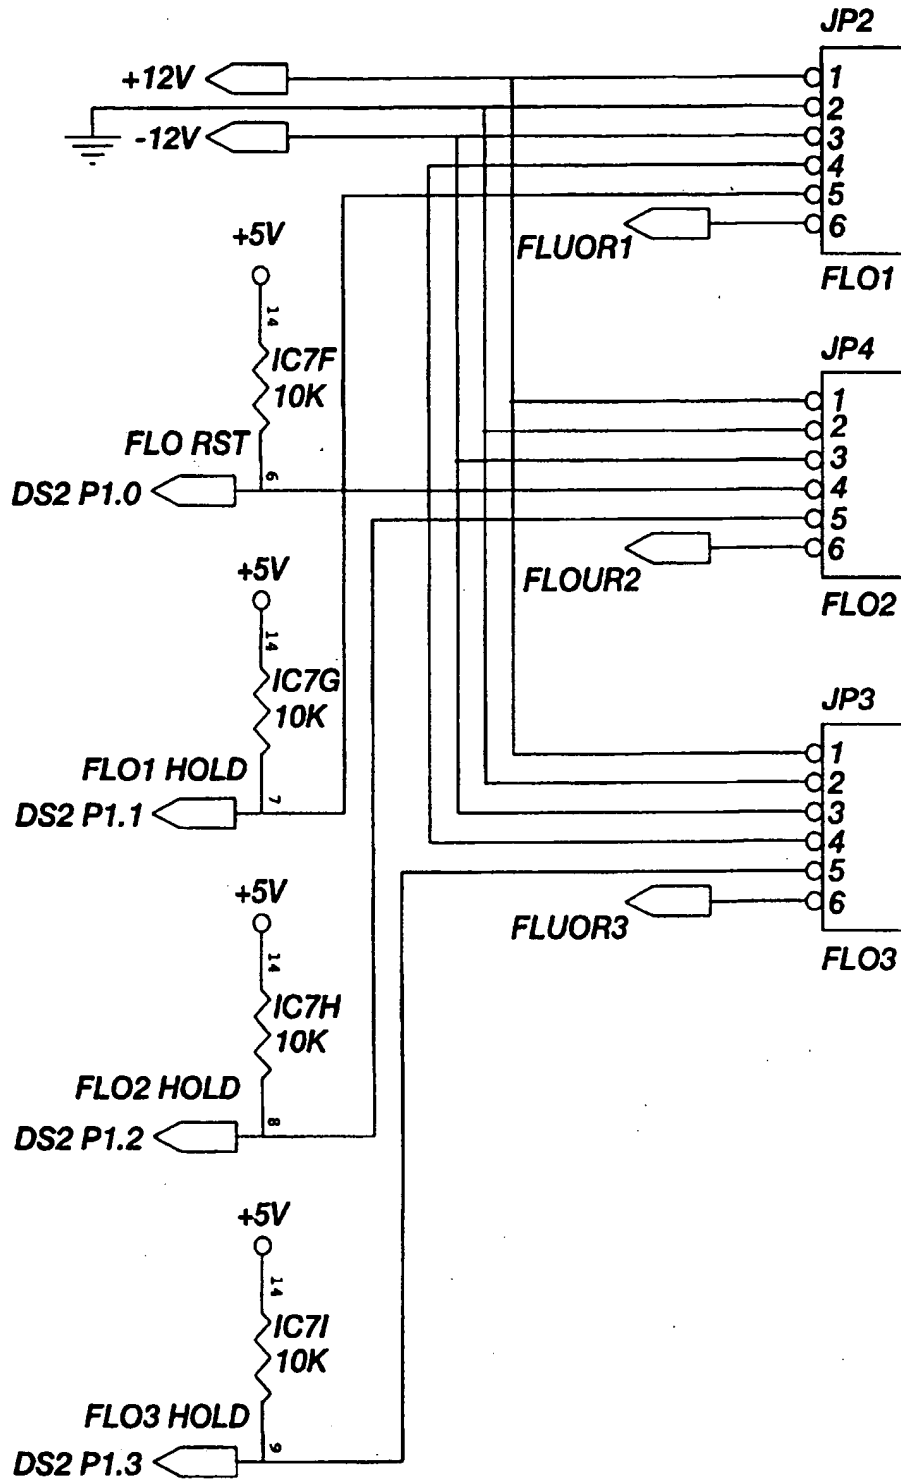 JP2
+12V
1
2
-12V
3
4
5
6
FLUOR1
FLO1
+5V
14
IC7F
10K
FLO RST
6
DS2 P1.0
JP4
1
2
3
4
5
6
FLOUR2
FLO2
+5V
14
IC7G
10K
FLO1 HOLD
7
DS2 P1.1
JP3
1
2
3
4
5
6
FLUOR3
FLO3
+5V
14
IC7H
10K
FLO2 HOLD
8
DS2 P1.2
+5V
14
IC7I
10K
FLO3 HOLD
9
DS2 P1.3